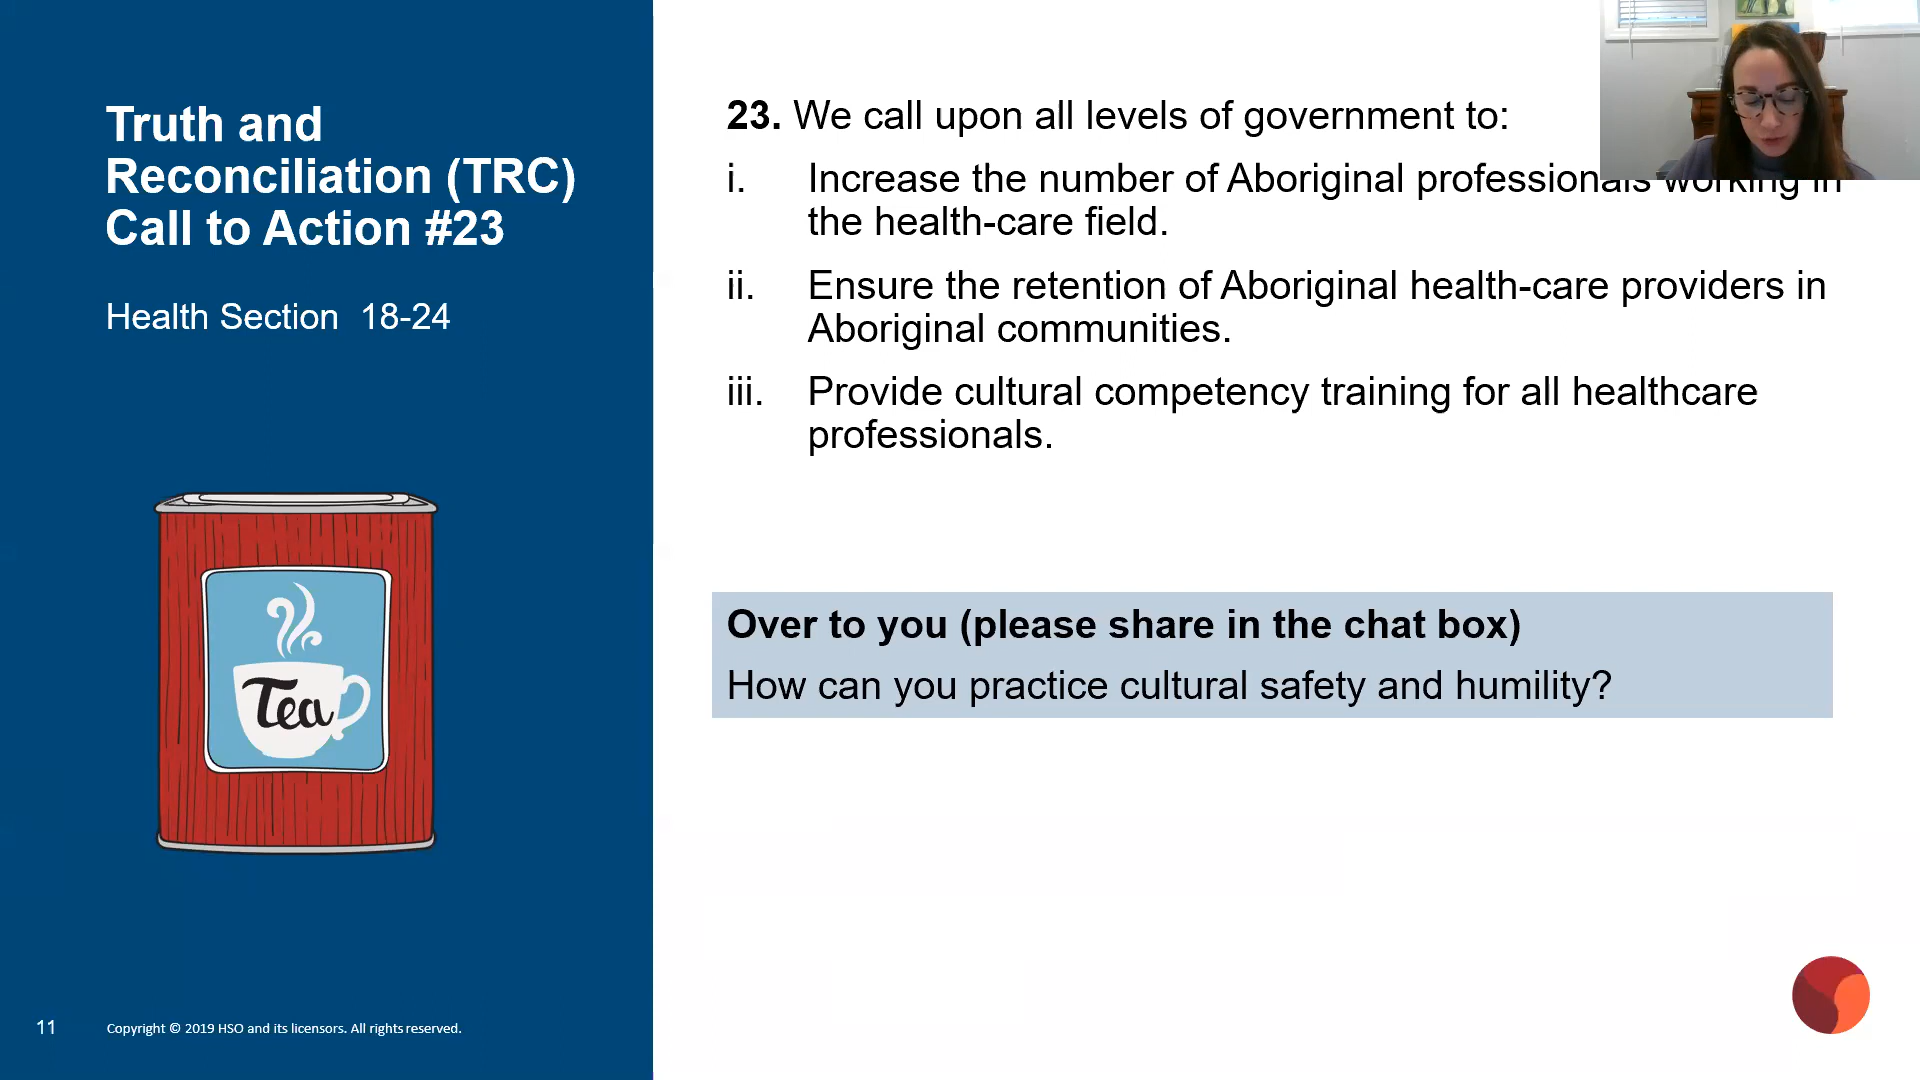 Truth and
Reconciliation (TRC)
Call to Action #23
Health Section 18-24
Tea
11
Copyright © 2019 HSO and its licensors. All rights reserved.
23. We call upon all levels of government to:
i. Increase the number of Aboriginal professionals working in
the health-care field.
ii. Ensure the retention of Aboriginal health-care providers in
Aboriginal communities.
iii. Provide cultural competency training for all healthcare
professionals.
Over to you (please share in the chat box)
How can you practice cultural safety and humility?